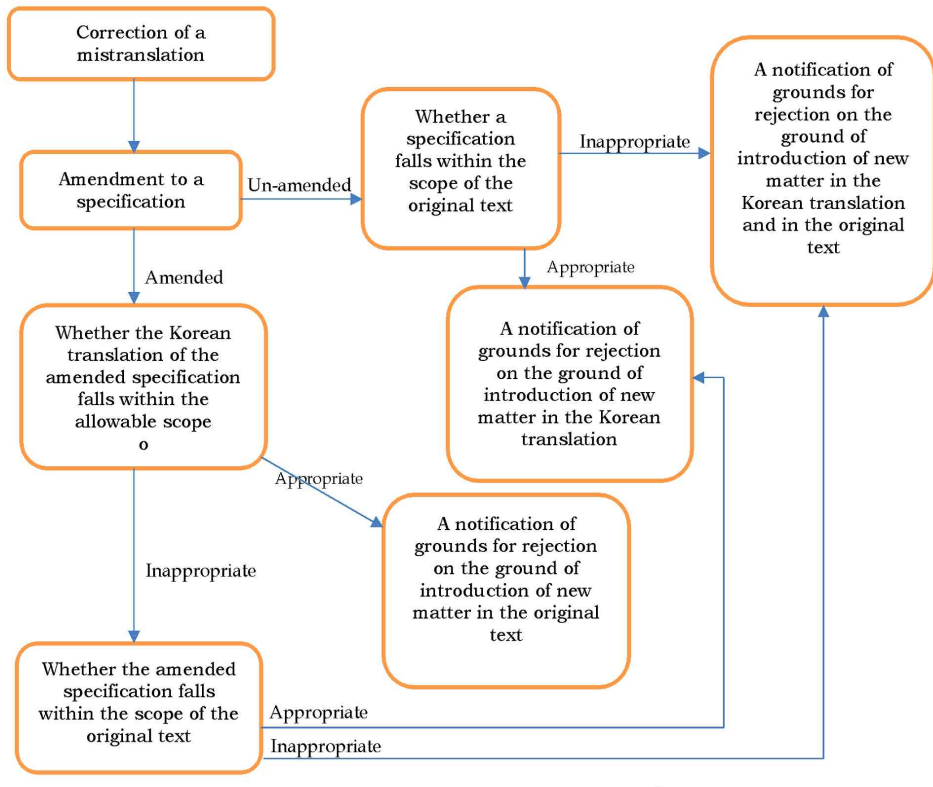 Correction of a
mistranslation
Amendment to a
specification
Un-amended
Whether a
specification
falls within the
scope of the
original text
Inappropriate
A notification of
grounds for
rejection on the
ground of
introduction of new
matter in the
Korean translation
and in the original
text
Appropriate
A notification of
grounds for rejection
on the ground of
introduction of new
matter in the Korean
translation
Amended
Whether the Korean
translation of the
amended specification
falls within the
allowable scope
o
Appropriate
A notification of
grounds for rejection
on the ground of
introduction of new
matter in the original
text
Inappropriate
Whether the amended
specification falls
within the scope of the
original text
Appropriate
Inappropriate